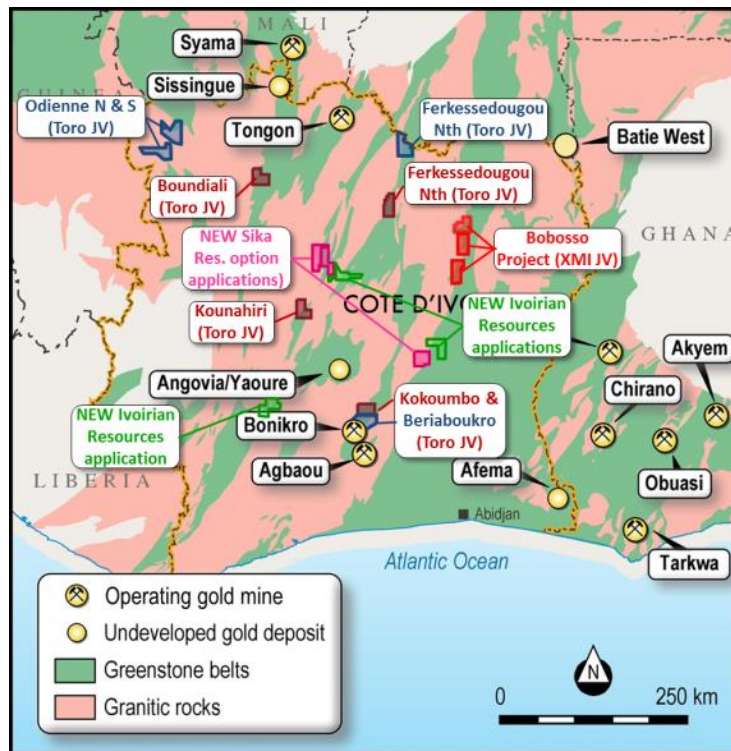 MALI
Syama
GUINEA
Sissingue
Odienne N & S
(Toro JV)
Tongon
Ferkessedougou
Nth (Toro JV)
Batie West
Boundiali
(Toro JV)
Ferkessedougou
Nth (Toro JV)
NEW Sika
Res. option
applications)
Bobosso
Project (XMI JV)
GHANA
Kounahiri
(Toro JV)
COTE D'IVO
NEW Ivoirian
Resources
applications
Akyem
Angovia/Yaoure
Chirano
NEW Ivoirian
Resources
application
Bonikro
Kokoumbo &
Beriaboukro
(Toro JV)
Agbaou
Afema
Obuasi
LIBERIA
Abidjan
Tarkwa
Atlantic Ocean
Operating gold mine
Undeveloped gold deposit
Greenstone belts
Granitic rocks
N
0 250 km